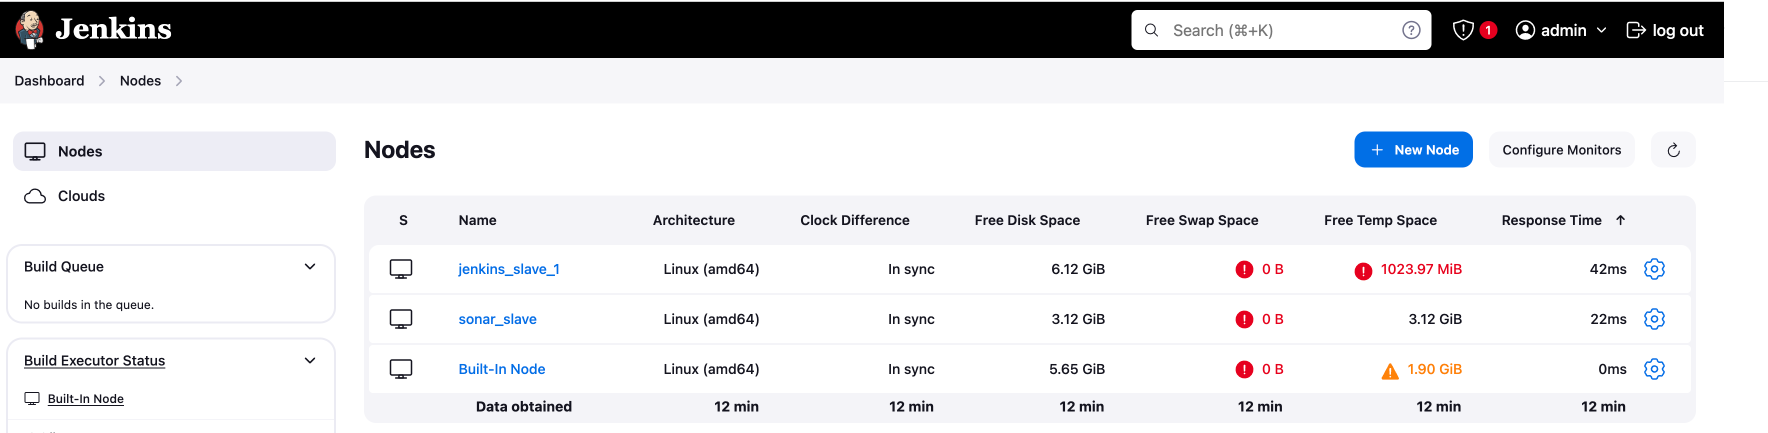 Jenkins
Search (⌘+K)
1
admin
log out
Dashboard
Nodes
Nodes
Clouds
Build Queue
No builds in the queue.
Build Executor Status
Built-In Node
Nodes
New Node
Configure Monitors
S Name Architecture Clock Difference Free Disk Space Free Swap Space Free Temp Space Response Time ↑
jenkins_slave_1 Linux (amd64) In sync 6.12 GiB 0 B 1023.97 MiB 42ms
sonar_slave Linux (amd64) In sync 3.12 GiB 0 B 3.12 GiB 22ms
Built-In Node Linux (amd64) In sync 5.65 GiB 0 B 1.90 GiB 0ms
Data obtained 12 min 12 min 12 min 12 min 12 min 12 min